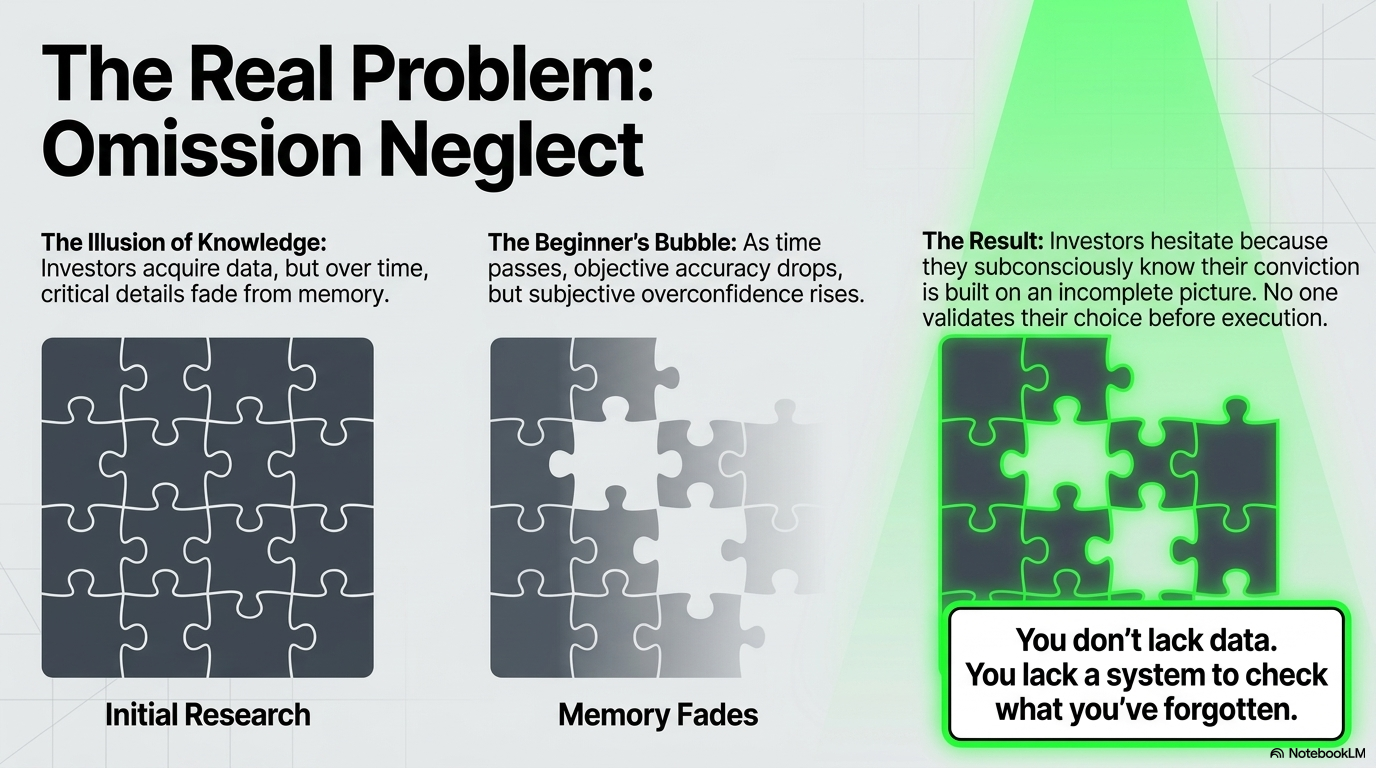 The Real Problem:
Omission Neglect
The Illusion of Knowledge:
Investors acquire data, but over time,
critical details fade from memory.
The Beginner's Bubble: As time
passes, objective accuracy drops,
but subjective overconfidence rises.
The Result: Investors hesitate because
they subconsciously know their conviction
is built on an incomplete picture. No one
validates their choice before execution.
Initial Research
Memory Fades
You don't lack data.
You lack a system to check
what you've forgotten.
NotebookLM